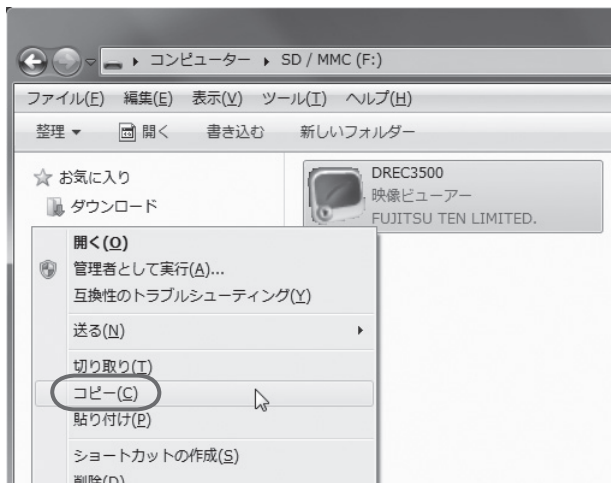 コンピューター ▸ SD / MMC (F:)
ファイル(F) 編集(E) 表示(V) ツール(T) ヘルプ(H)
整理 ▼ 開く 書き込む 新しいフォルダー
お気に入り
ダウンロード
DREC3500
映像ビューアー
FUJITSU TEN LIMITED.
開く(O)
管理者として実行(A)...
互換性のトラブルシューティング(Y)
送る(N)
切り取り(T)
コピー(C)
貼り付け(P)
ショートカットの作成(S)
削除(D)